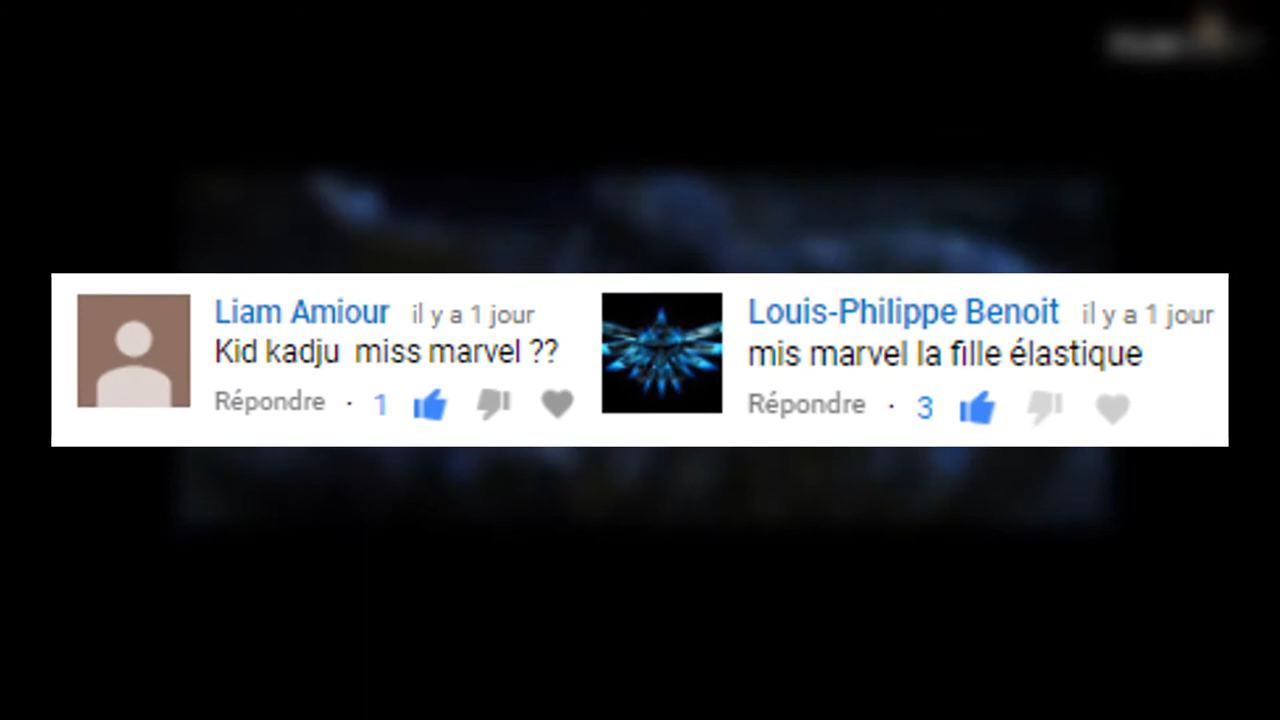 Liam Amiour il y a 1 jour
Kid kadju miss marvel ??
Répondre · 1
Louis-Philippe Benoit il y a 1 jour
mis marvel la fille élastique
Répondre · 3